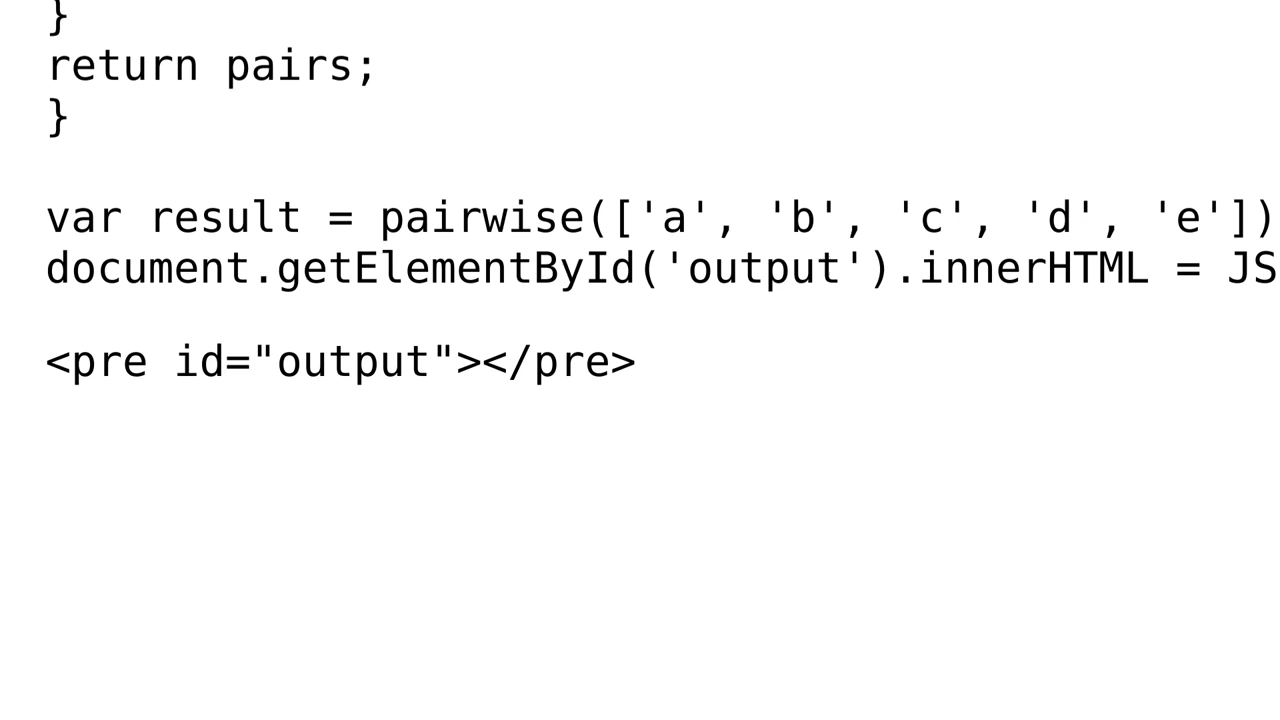 }
return pairs;
}
var result = pairwise(['a', 'b', 'c', 'd', 'e'])
document.getElementById('output').innerHTML = JS
<pre id="output"></pre>